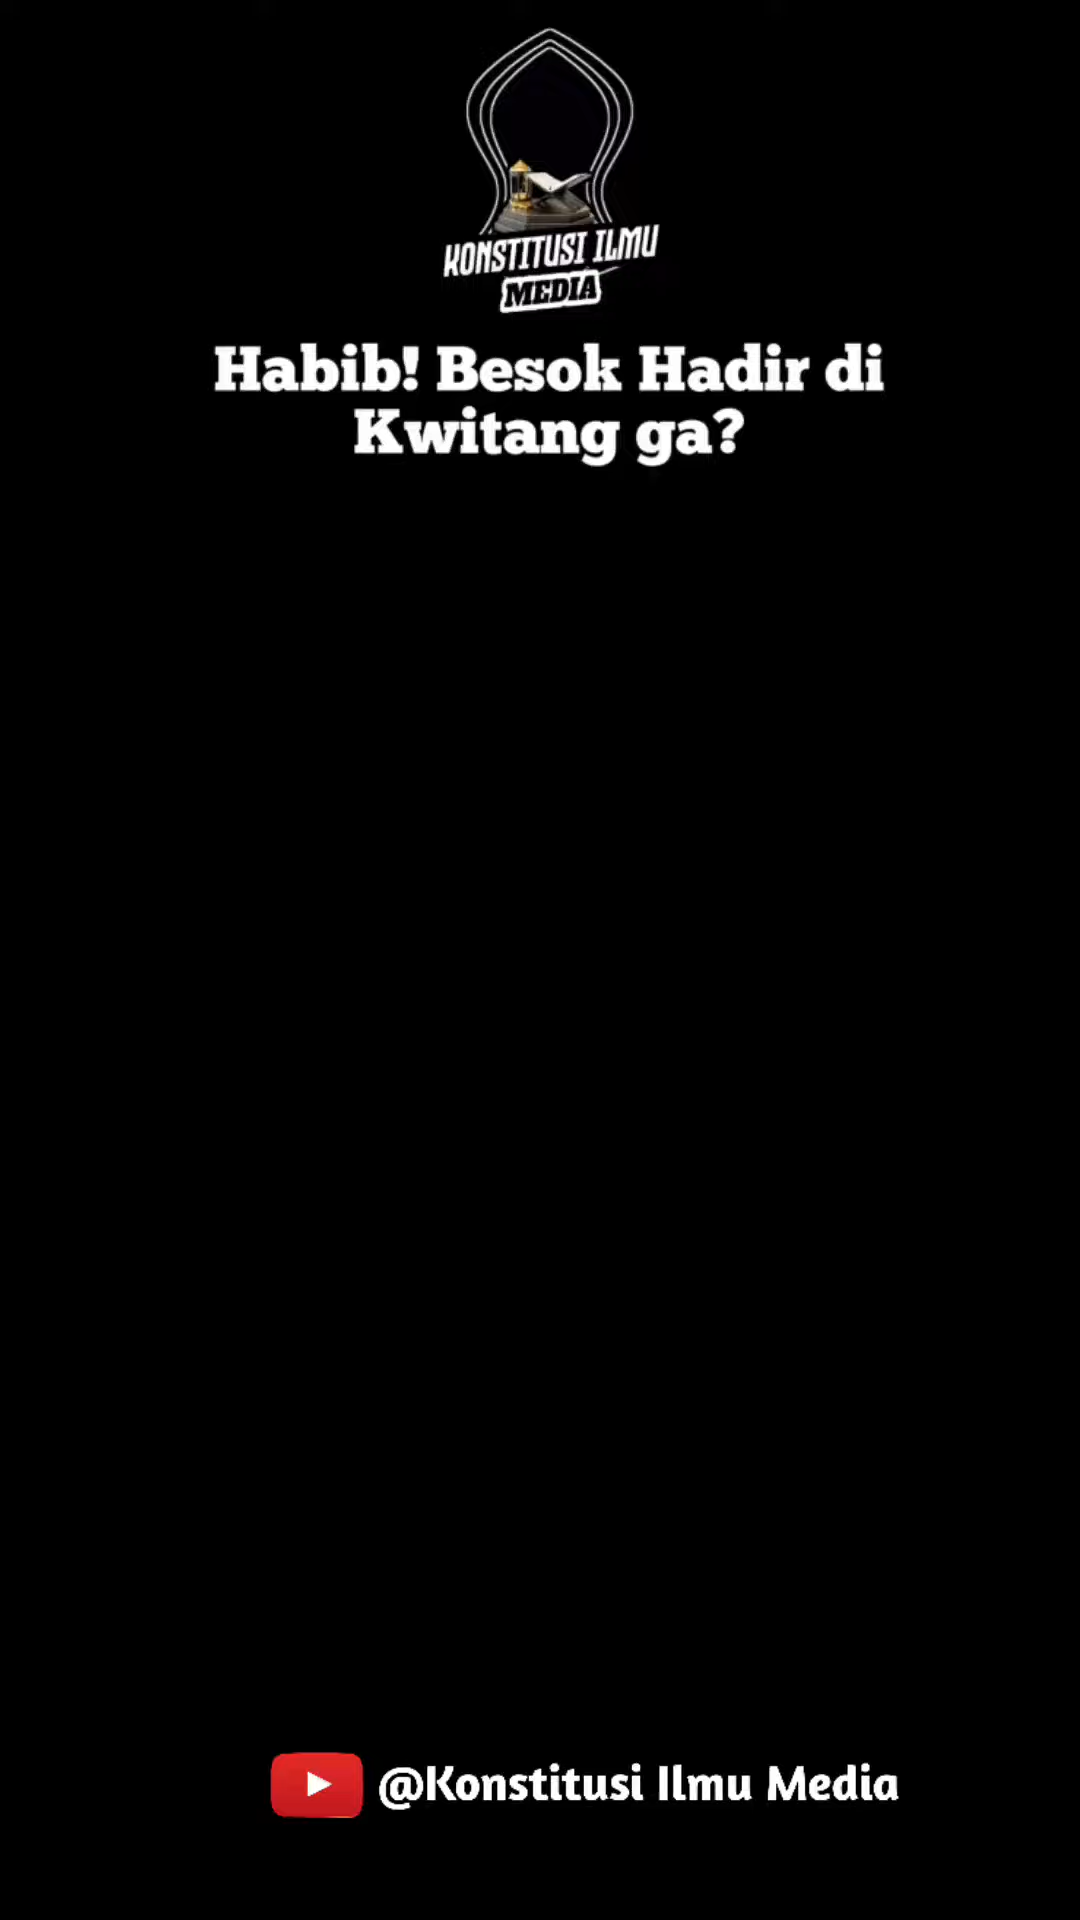 KONSTITUSI ILMU
MEDIA
Habib! Besok Hadir di
Kwitang ga?
@Konstitusi Ilmu Media